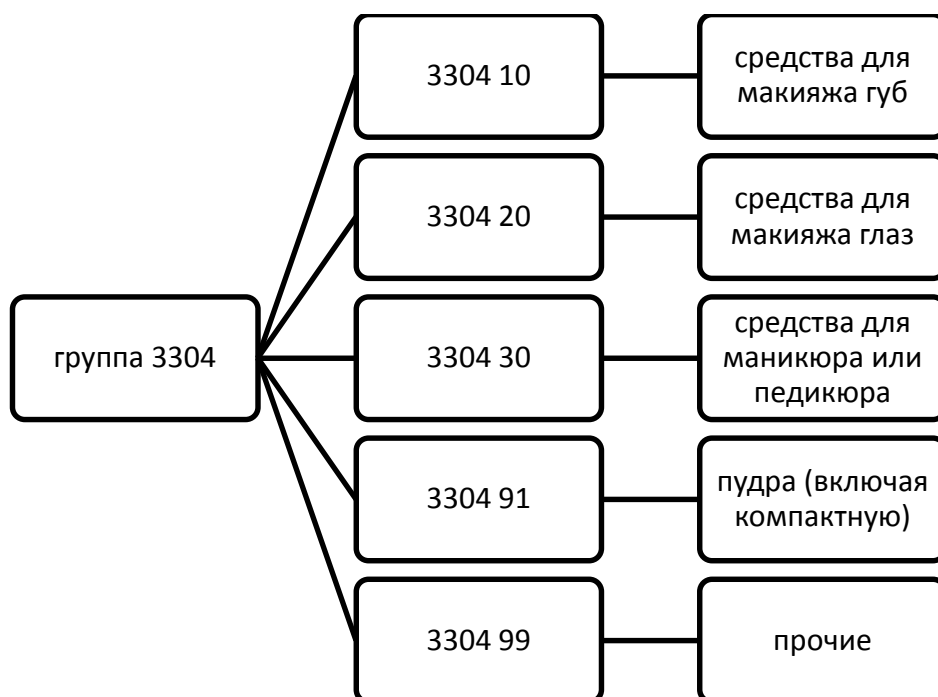 3304 10
средства для
макияжа губ
3304 20
средства для
макияжа глаз
группа 3304
3304 30
средства для
маникюра или
педикюра
3304 91
пудра (включая
компактную)
3304 99
прочие